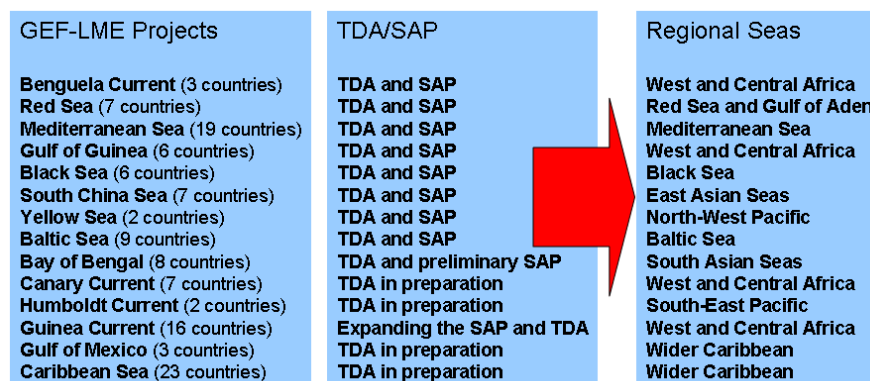 GEF-LME Projects
Benguela Current (3 countries)
Red Sea (7 countries)
Mediterranean Sea (19 countries)
Gulf of Guinea (6 countries)
Black Sea (6 countries)
South China Sea (7 countries)
Yellow Sea (2 countries)
Baltic Sea (9 countries)
Bay of Bengal (8 countries)
Canary Current (7 countries)
Humboldt Current (2 countries)
Guinea Current (16 countries)
Gulf of Mexico (3 countries)
Caribbean Sea (23 countries)
TDA/SAP
TDA and SAP
TDA and SAP
TDA and SAP
TDA and SAP
TDA and SAP
TDA and SAP
TDA and SAP
TDA and SAP
TDA and preliminary SAP
TDA in preparation
TDA in preparation
Expanding the SAP and TDA
TDA in preparation
TDA in preparation
Regional Seas
West and Central Africa
Red Sea and Gulf of Aden
Mediterranean Sea
West and Central Africa
Black Sea
East Asian Seas
North-West Pacific
Baltic Sea
South Asian Seas
West and Central Africa
South-East Pacific
West and Central Africa
Wider Caribbean
Wider Caribbean